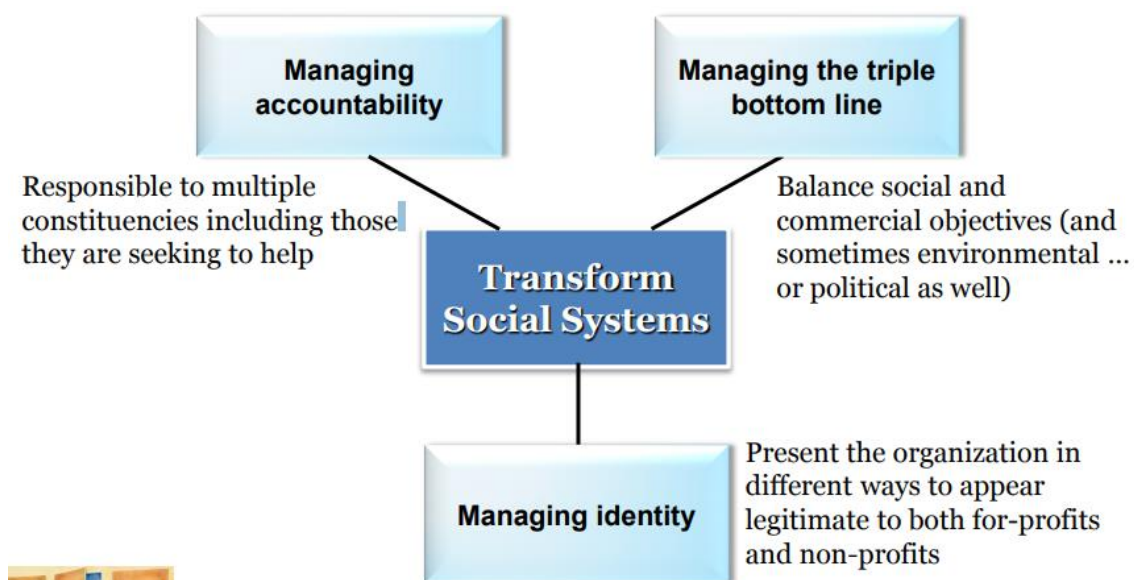 Managing
accountability
Managing the triple
bottom line
Responsible to multiple
constituencies including those
they are seeking to help
Balance social and
commercial objectives (and
sometimes environmental ...
or political as well)
Transform
Social Systems
Managing identity
Present the organization in
different ways to appear
legitimate to both for-profits
and non-profits